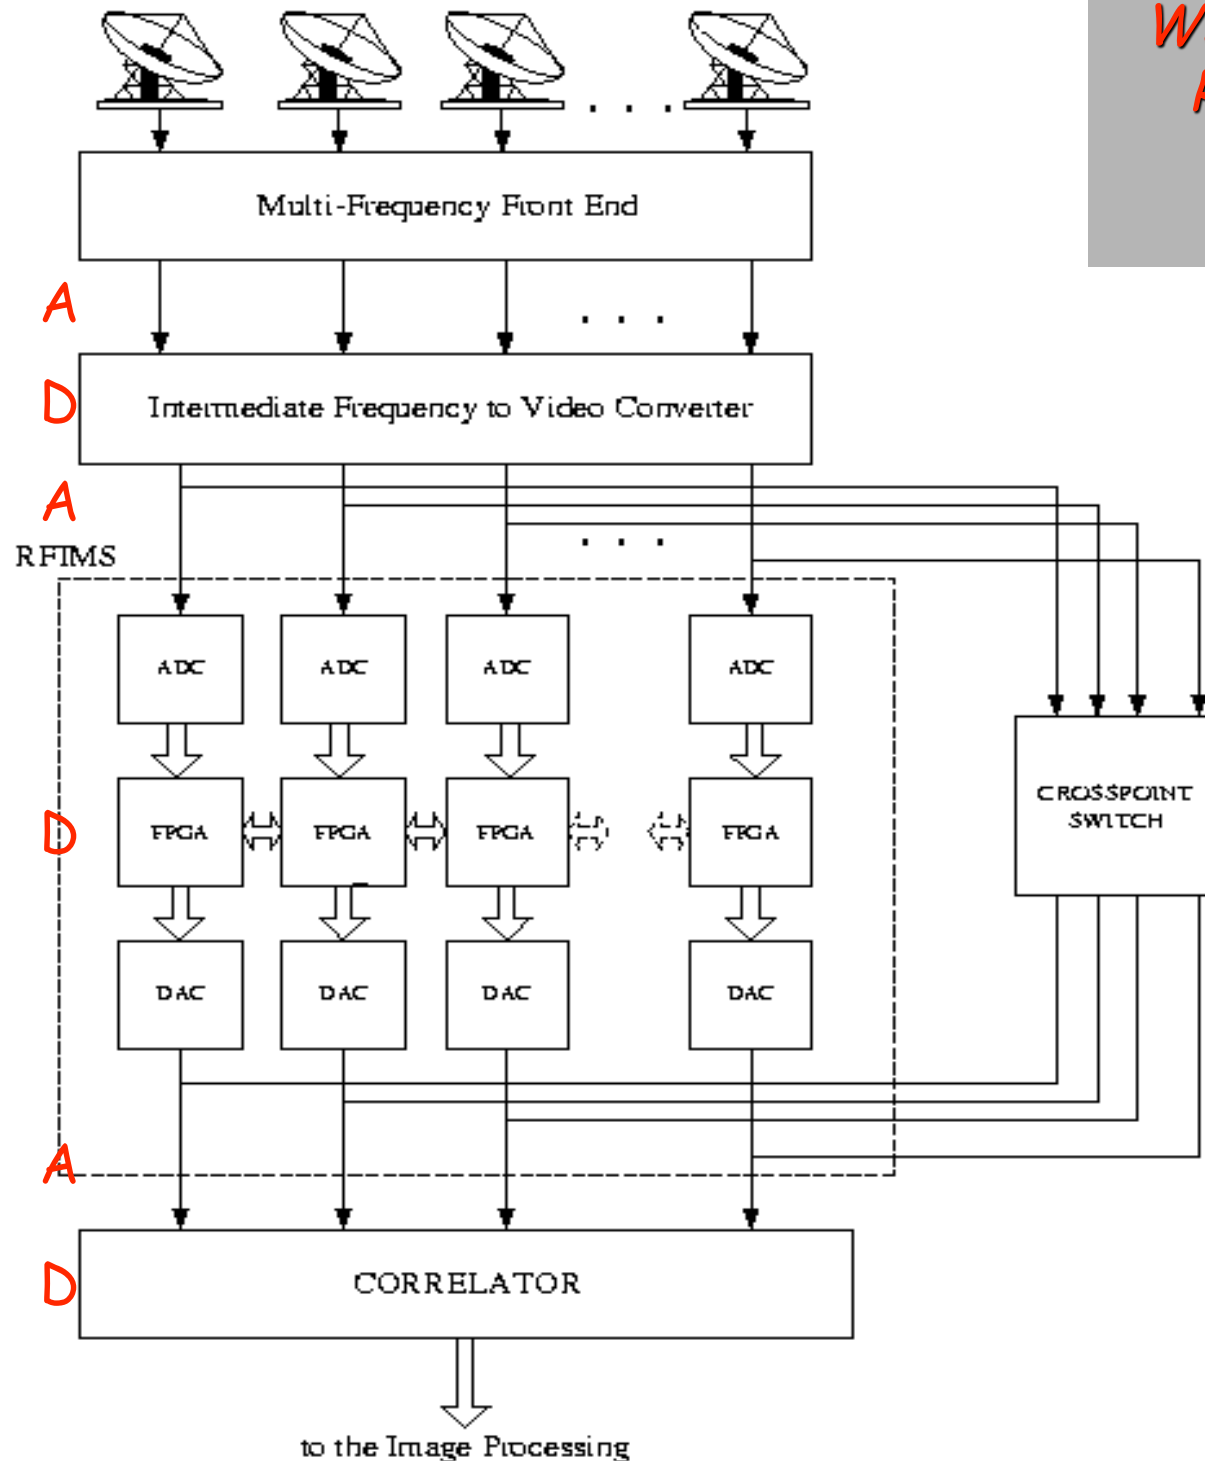 Multi-Frequency Front End
A
D
Intermediate Frequency to Video Converter
A
RFIMS
ADC ADC ADC ADC
D
FPGA FPGA FPGA FPGA
CROSSPOINT
SWITCH
DAC DAC DAC DAC
A
D
CORRELATOR
to the Image Processing